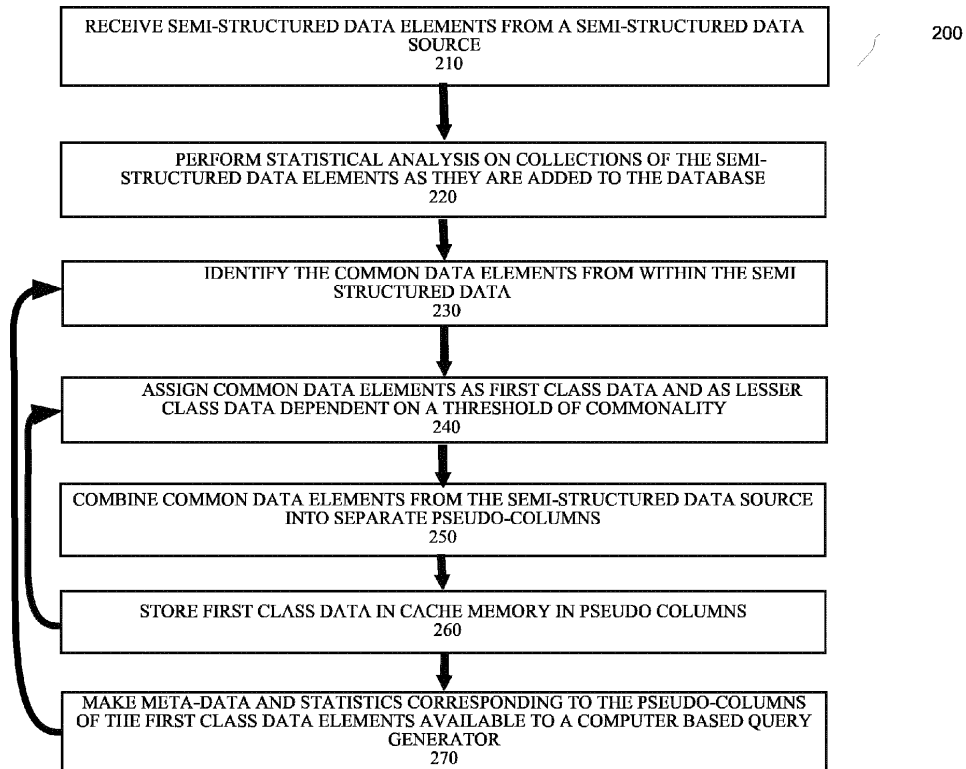 RECEIVE SEMI-STRUCTURED DATA ELEMENTS FROM A SEMI-STRUCTURED DATA
SOURCE
210
200
PERFORM STATISTICAL ANALYSIS ON COLLECTIONS OF THE SEMI-
STRUCTURED DATA ELEMENTS AS THEY ARE ADDED TO THE DATABASE
220
IDENTIFY THE COMMON DATA ELEMENTS FROM WITHIN THE SEMI
STRUCTURED DATA
230
ASSIGN COMMON DATA ELEMENTS AS FIRST CLASS DATA AND AS LESSER
CLASS DATA DEPENDENT ON A THRESHOLD OF COMMONALITY
240
COMBINE COMMON DATA ELEMENTS FROM THE SEMI-STRUCTURED DATA SOURCE
INTO SEPARATE PSEUDO-COLUMNS
250
STORE FIRST CLASS DATA IN CACHE MEMORY IN PSEUDO COLUMNS
260
MAKE META-DATA AND STATISTICS CORRESPONDING TO THE PSEUDO-COLUMNS
OF THE FIRST CLASS DATA ELEMENTS AVAILABLE TO A COMPUTER BASED QUERY
GENERATOR
270